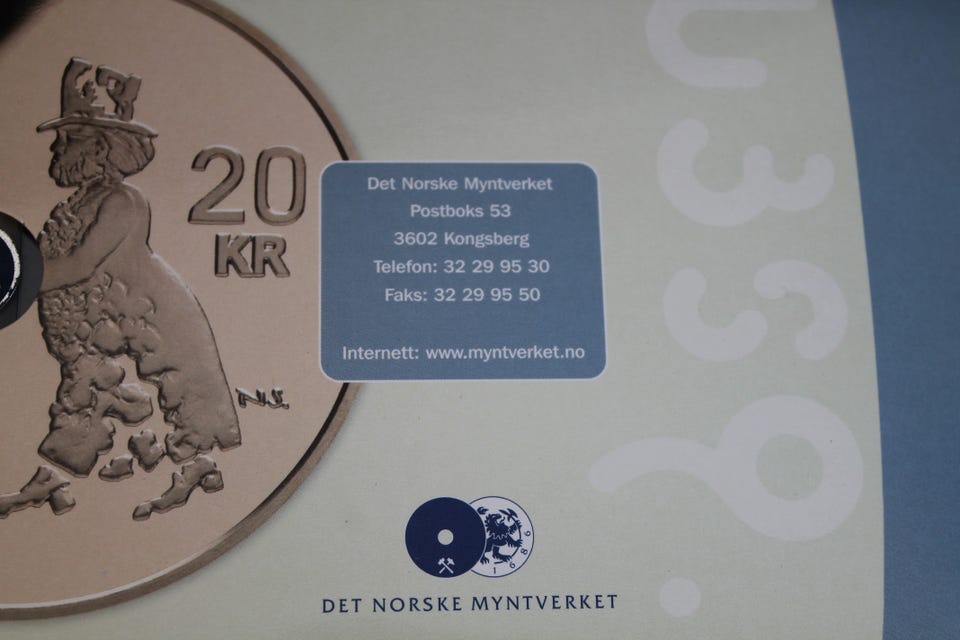 20
KR
N.S.
Det Norske Myntverket
Postboks 53
3602 Kongsberg
Telefon: 32 29 95 30
Faks: 32 29 95 50
Internett: www.myntverket.no
1686
DET NORSKE MYNTVERKET